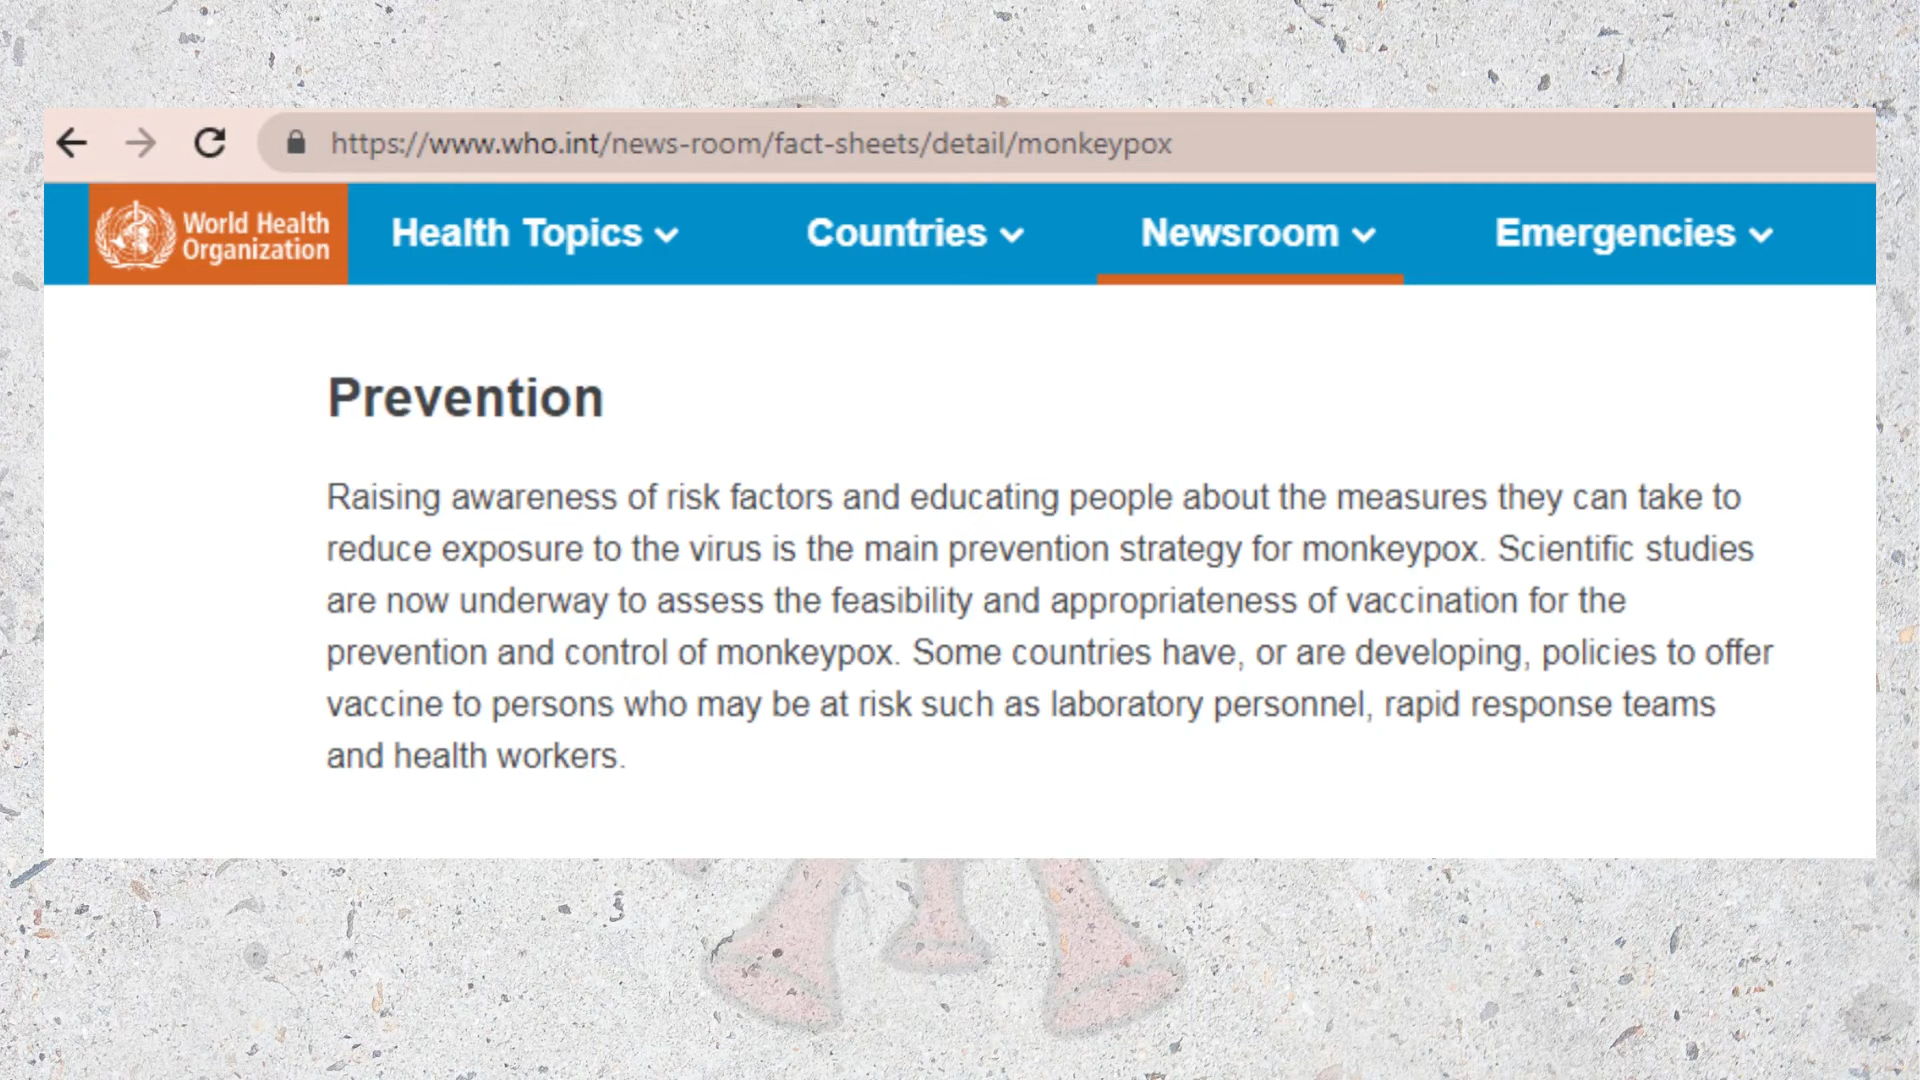 https://www.who.int/news-room/fact-sheets/detail/monkeypox
World Health
Organization
Health Topics
Countries
Newsroom
Emergencies
Prevention
Raising awareness of risk factors and educating people about the measures they can take to
reduce exposure to the virus is the main prevention strategy for monkeypox. Scientific studies
are now underway to assess the feasibility and appropriateness of vaccination for the
prevention and control of monkeypox. Some countries have, or are developing, policies to offer
vaccine to persons who may be at risk such as laboratory personnel, rapid response teams
and health workers.